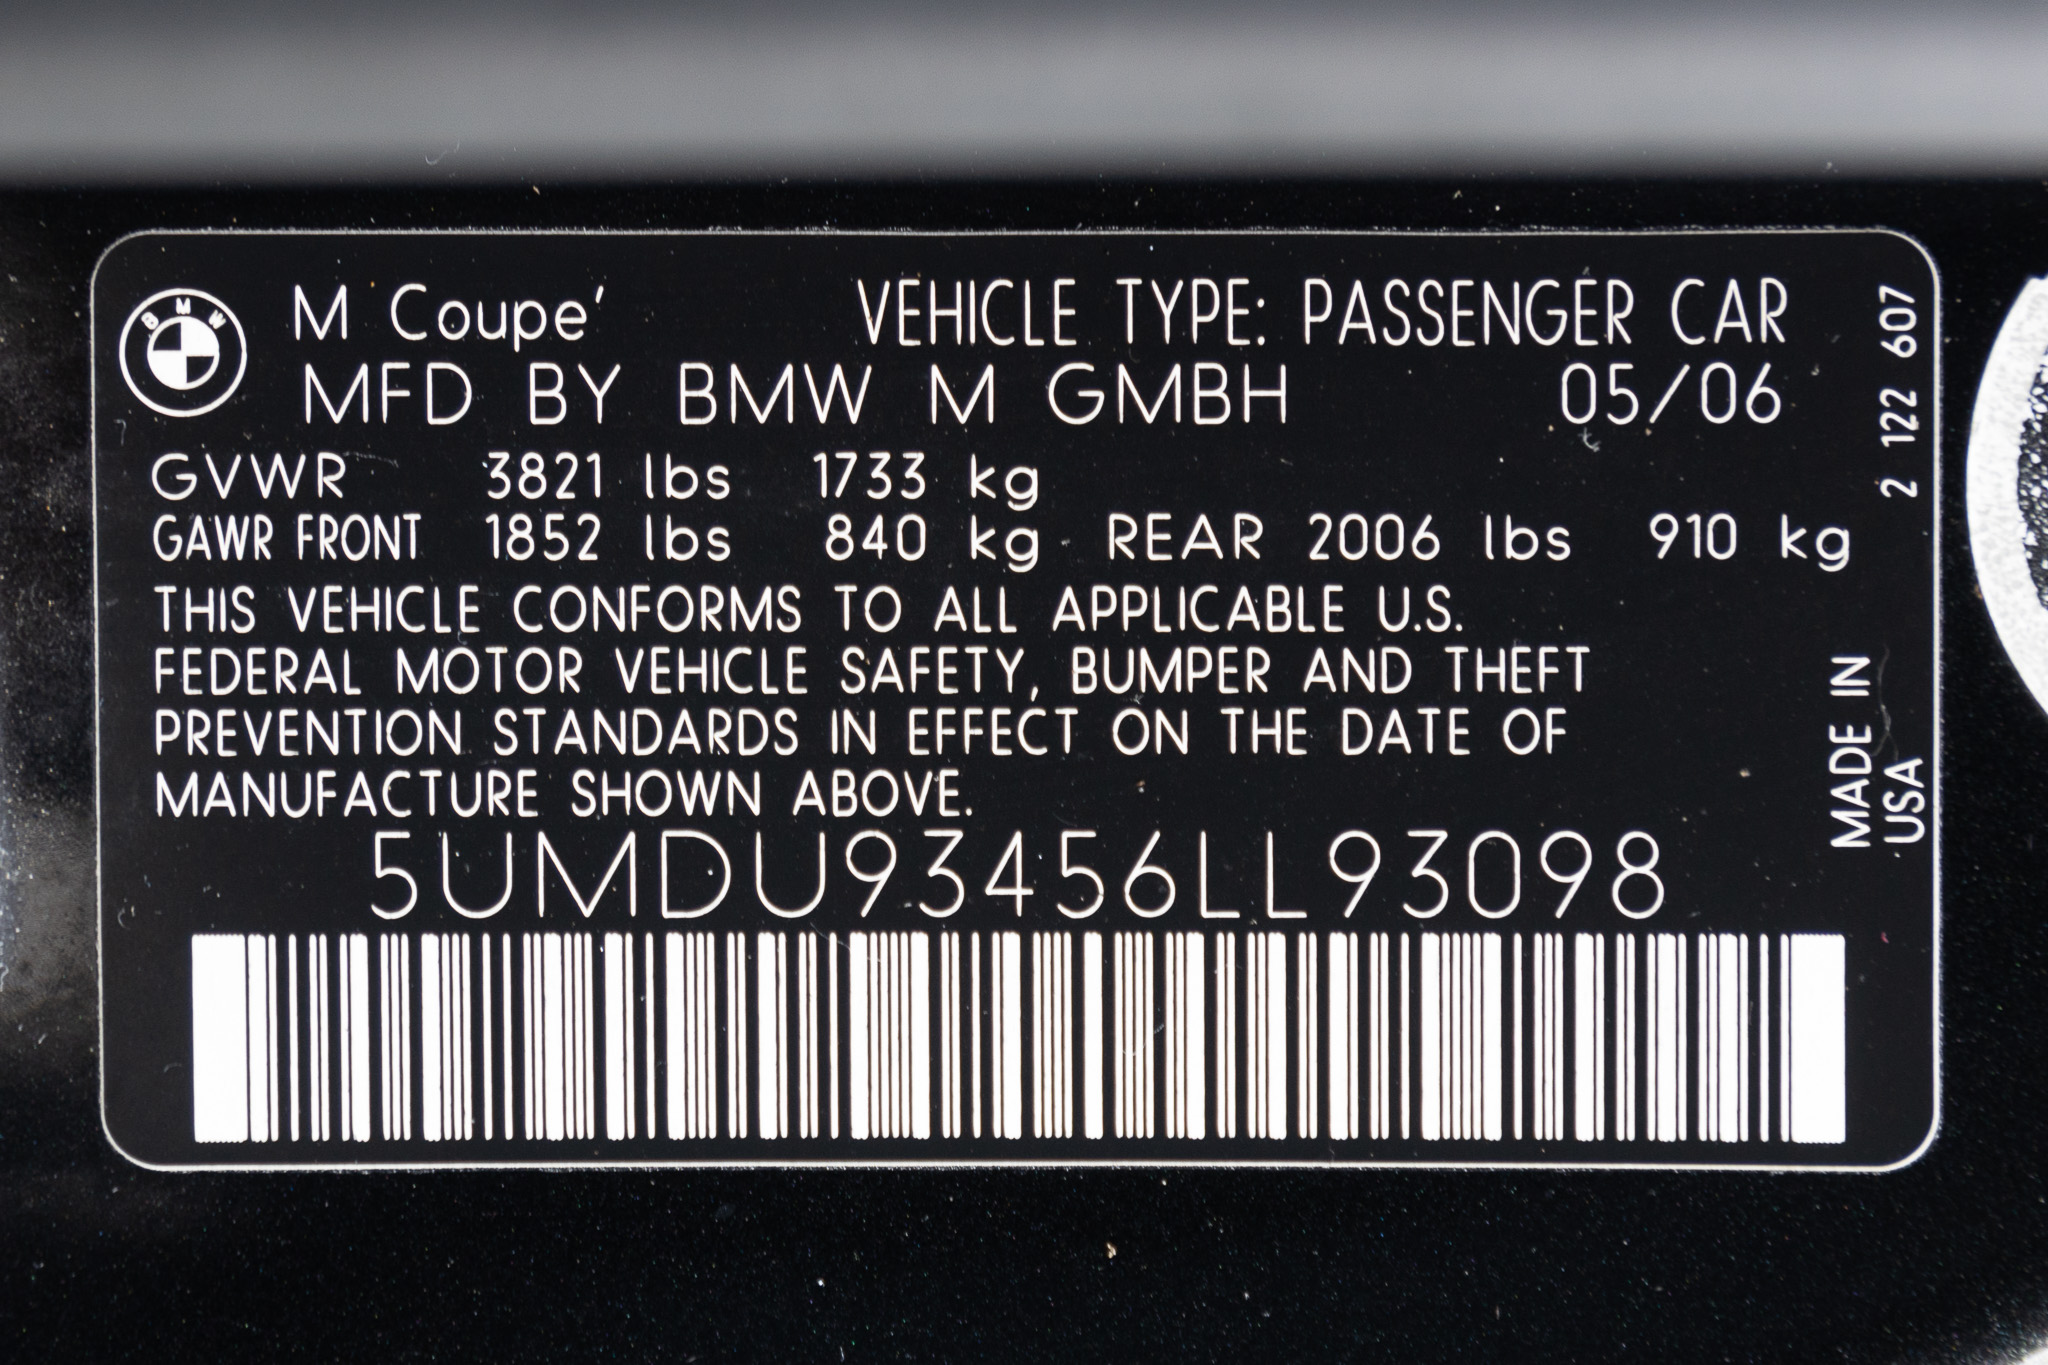 BMW
M Coupe' VEHICLE TYPE: PASSENGER CAR
MFD BY BMW M GMBH 05/06
GVWR 3821 lbs 1733 kg
GAWR FRONT 1852 lbs 840 kg REAR 2006 lbs 910 kg
THIS VEHICLE CONFORMS TO ALL APPLICABLE U.S.
FEDERAL MOTOR VEHICLE SAFETY, BUMPER AND THEFT
PREVENTION STANDARDS IN EFFECT ON THE DATE OF
MANUFACTURE SHOWN ABOVE.
5UMDU93456LL93098
2 122 607
MADE IN
USA